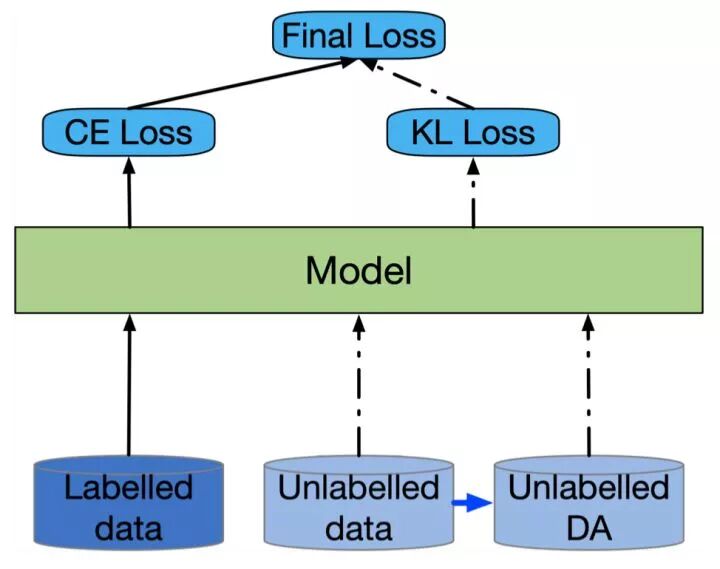 Final Loss
CE Loss
KL Loss
Model
Labelled
data
Unlabelled
data
Unlabelled
DA